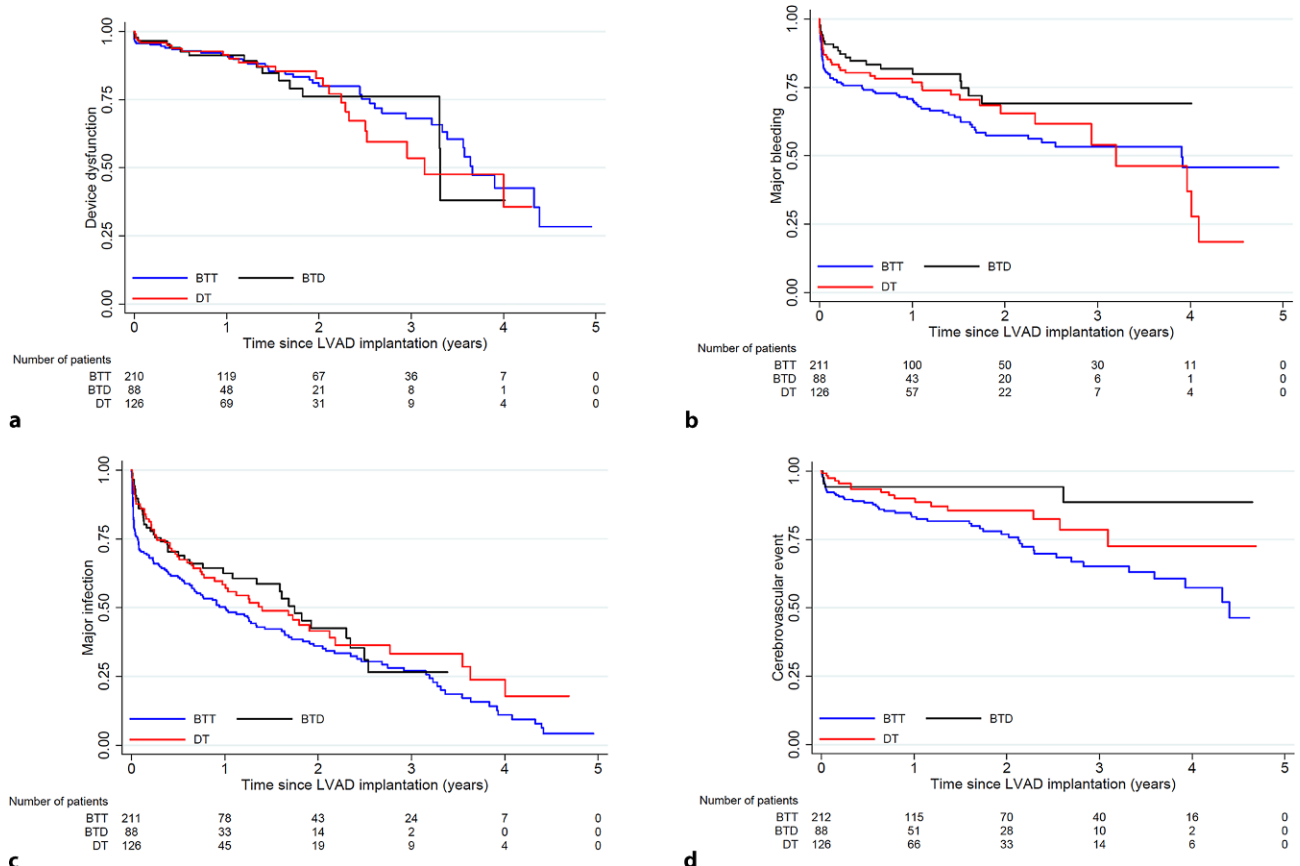 Device dysfunction
1.00
0.75
0.50
0.25
0.00
BTT
BTD
DT
0 1 2 3 4 5
Time since LVAD implantation (years)
Number of patients
BTT 210 119 67 36 7 0
BTD 88 48 21 8 1 0
DT 126 69 31 9 4 0
a
Major bleeding
1.00
0.75
0.50
0.25
0.00
BTT
BTD
DT
0 1 2 3 4 5
Time since LVAD implantation (years)
Number of patients
BTT 211 100 50 30 11 0
BTD 88 43 20 6 1 0
DT 126 57 22 7 4 0
b
Major infection
1.00
0.75
0.50
0.25
0.00
BTT
BTD
DT
0 1 2 3 4 5
Time since LVAD implantation (years)
Number of patients
BTT 211 78 43 24 7 0
BTD 88 33 14 2 0 0
DT 126 45 19 9 4 0
c
Cerebrovascular event
1.00
0.75
0.50
0.25
0.00
BTT
BTD
DT
0 1 2 3 4 5
Time since LVAD implantation (years)
Number of patients
BTT 212 115 70 40 16 0
BTD 88 51 28 10 2 0
DT 126 66 33 14 6 0
d